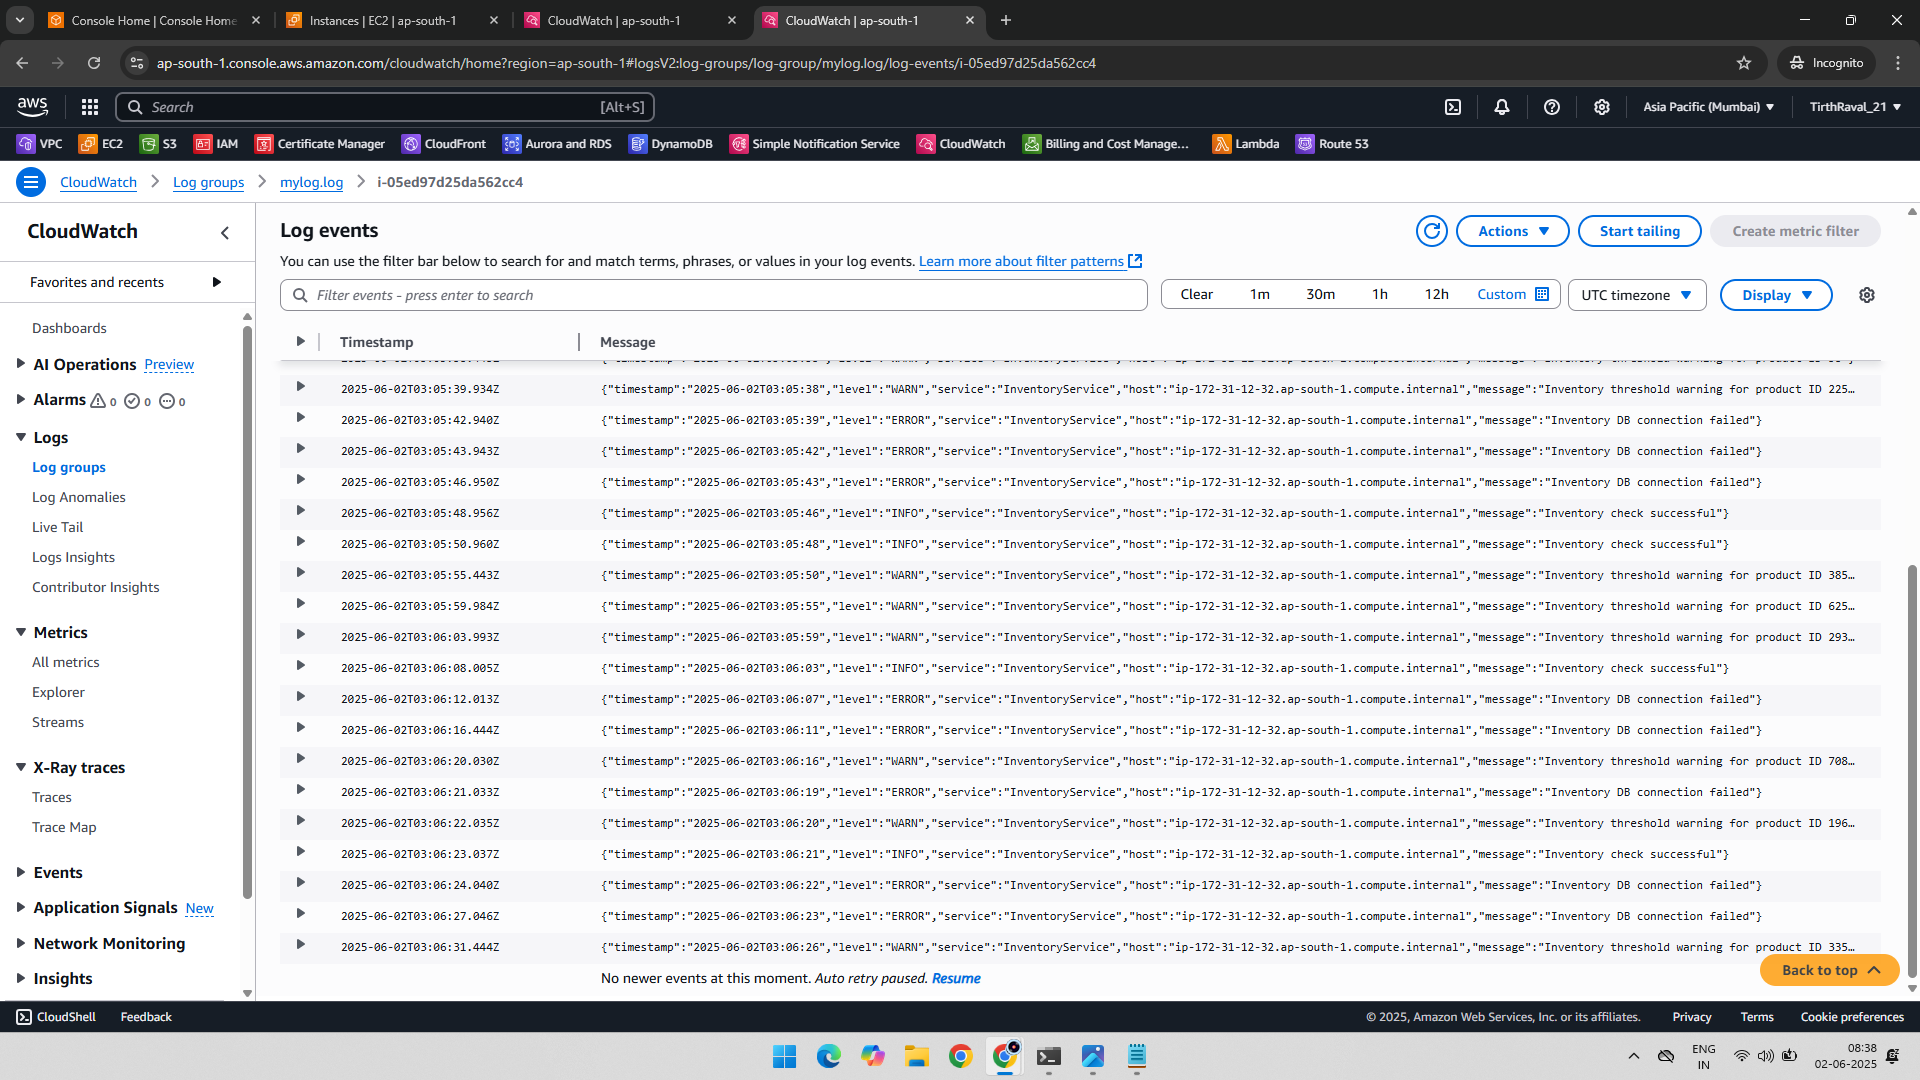 Console Home | Console Home
Instances | EC2 | ap-south-1
CloudWatch | ap-south-1
CloudWatch | ap-south-1
ap-south-1.console.aws.amazon.com/cloudwatch/home?region=ap-south-1#logsV2:log-groups/log-group/mylog.log/log-events/i-05ed97d25da562cc4
Incognito
aws
Search
[Alt+S]
Asia Pacific (Mumbai)
TirthRaval_21
VPC
EC2
S3
IAM
Certificate Manager
CloudFront
Aurora and RDS
DynamoDB
Simple Notification Service
CloudWatch
Billing and Cost Manage...
Lambda
Route 53
CloudWatch > Log groups > mylog.log > i-05ed97d25da562cc4
CloudWatch
Favorites and recents
Dashboards
AI Operations Preview
Alarms 0 0 0
Logs
Log groups
Log Anomalies
Live Tail
Logs Insights
Contributor Insights
Metrics
All metrics
Explorer
Streams
X-Ray traces
Traces
Trace Map
Events
Application Signals New
Network Monitoring
Insights
Log events
Actions
Start tailing
Create metric filter
You can use the filter bar below to search for and match terms, phrases, or values in your log events. Learn more about filter patterns
Filter events - press enter to search
Clear
1m
30m
1h
12h
Custom
UTC timezone
Display
Timestamp
Message
2025-06-02T03:05:39.934Z {"timestamp":"2025-06-02T03:05:38","level":"WARN","service":"InventoryService","host":"ip-172-31-12-32.ap-south-1.compute.internal","message":"Inventory threshold warning for product ID 225…
2025-06-02T03:05:42.940Z {"timestamp":"2025-06-02T03:05:39","level":"ERROR","service":"InventoryService","host":"ip-172-31-12-32.ap-south-1.compute.internal","message":"Inventory DB connection failed"}
2025-06-02T03:05:43.943Z {"timestamp":"2025-06-02T03:05:42","level":"ERROR","service":"InventoryService","host":"ip-172-31-12-32.ap-south-1.compute.internal","message":"Inventory DB connection failed"}
2025-06-02T03:05:46.950Z {"timestamp":"2025-06-02T03:05:43","level":"ERROR","service":"InventoryService","host":"ip-172-31-12-32.ap-south-1.compute.internal","message":"Inventory DB connection failed"}
2025-06-02T03:05:48.956Z {"timestamp":"2025-06-02T03:05:46","level":"INFO","service":"InventoryService","host":"ip-172-31-12-32.ap-south-1.compute.internal","message":"Inventory check successful"}
2025-06-02T03:05:50.960Z {"timestamp":"2025-06-02T03:05:48","level":"INFO","service":"InventoryService","host":"ip-172-31-12-32.ap-south-1.compute.internal","message":"Inventory check successful"}
2025-06-02T03:05:55.443Z {"timestamp":"2025-06-02T03:05:50","level":"WARN","service":"InventoryService","host":"ip-172-31-12-32.ap-south-1.compute.internal","message":"Inventory threshold warning for product ID 385…
2025-06-02T03:05:59.984Z {"timestamp":"2025-06-02T03:05:55","level":"WARN","service":"InventoryService","host":"ip-172-31-12-32.ap-south-1.compute.internal","message":"Inventory threshold warning for product ID 625…
2025-06-02T03:06:03.993Z {"timestamp":"2025-06-02T03:05:59","level":"WARN","service":"InventoryService","host":"ip-172-31-12-32.ap-south-1.compute.internal","message":"Inventory threshold warning for product ID 293…
2025-06-02T03:06:08.005Z {"timestamp":"2025-06-02T03:06:03","level":"INFO","service":"InventoryService","host":"ip-172-31-12-32.ap-south-1.compute.internal","message":"Inventory check successful"}
2025-06-02T03:06:12.013Z {"timestamp":"2025-06-02T03:06:07","level":"ERROR","service":"InventoryService","host":"ip-172-31-12-32.ap-south-1.compute.internal","message":"Inventory DB connection failed"}
2025-06-02T03:06:16.444Z {"timestamp":"2025-06-02T03:06:11","level":"ERROR","service":"InventoryService","host":"ip-172-31-12-32.ap-south-1.compute.internal","message":"Inventory DB connection failed"}
2025-06-02T03:06:20.030Z {"timestamp":"2025-06-02T03:06:16","level":"WARN","service":"InventoryService","host":"ip-172-31-12-32.ap-south-1.compute.internal","message":"Inventory threshold warning for product ID 708…
2025-06-02T03:06:21.033Z {"timestamp":"2025-06-02T03:06:19","level":"ERROR","service":"InventoryService","host":"ip-172-31-12-32.ap-south-1.compute.internal","message":"Inventory DB connection failed"}
2025-06-02T03:06:22.035Z {"timestamp":"2025-06-02T03:06:20","level":"WARN","service":"InventoryService","host":"ip-172-31-12-32.ap-south-1.compute.internal","message":"Inventory threshold warning for product ID 196…
2025-06-02T03:06:23.037Z {"timestamp":"2025-06-02T03:06:21","level":"INFO","service":"InventoryService","host":"ip-172-31-12-32.ap-south-1.compute.internal","message":"Inventory check successful"}
2025-06-02T03:06:24.040Z {"timestamp":"2025-06-02T03:06:22","level":"ERROR","service":"InventoryService","host":"ip-172-31-12-32.ap-south-1.compute.internal","message":"Inventory DB connection failed"}
2025-06-02T03:06:27.046Z {"timestamp":"2025-06-02T03:06:23","level":"ERROR","service":"InventoryService","host":"ip-172-31-12-32.ap-south-1.compute.internal","message":"Inventory DB connection failed"}
2025-06-02T03:06:31.444Z {"timestamp":"2025-06-02T03:06:26","level":"WARN","service":"InventoryService","host":"ip-172-31-12-32.ap-south-1.compute.internal","message":"Inventory threshold warning for product ID 335…
No newer events at this moment. Auto retry paused. Resume
Back to top
CloudShell
Feedback
© 2025, Amazon Web Services, Inc. or its affiliates.
Privacy
Terms
Cookie preferences
ENG
IN
08:38
02-06-2025